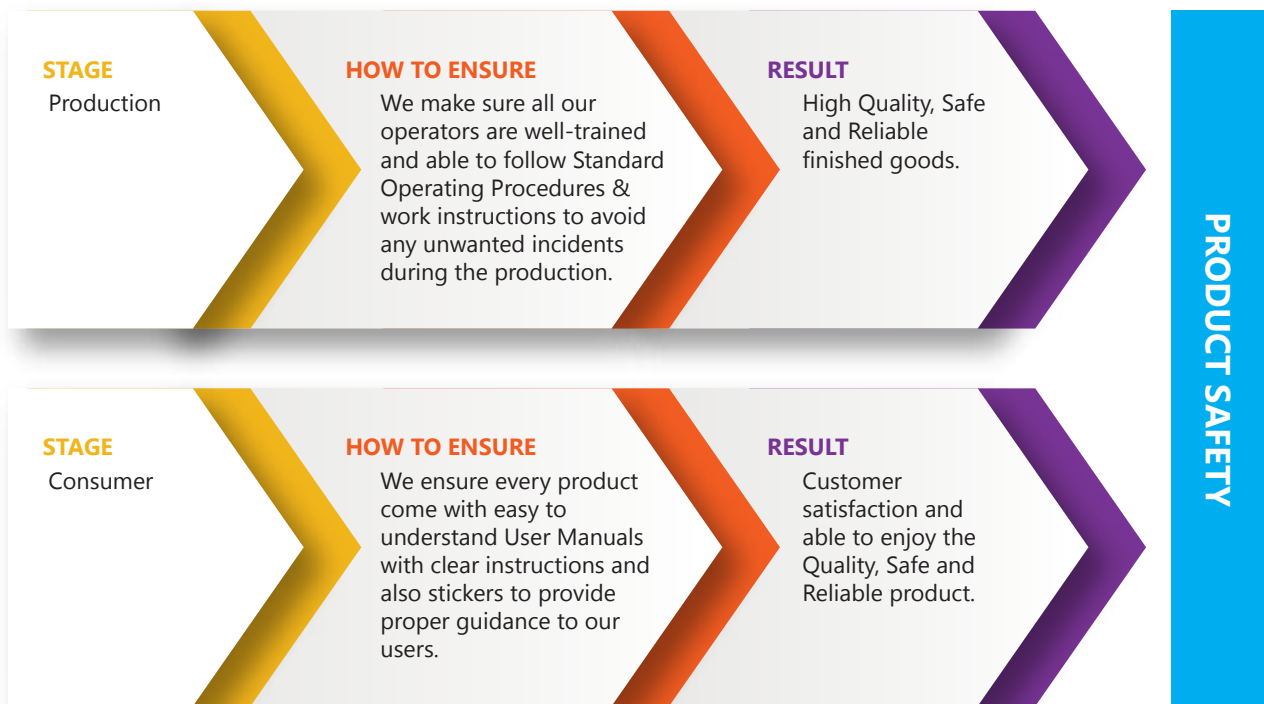 STAGE
Production
HOW TO ENSURE
We make sure all our
operators are well-trained
and able to follow Standard
Operating Procedures &
work instructions to avoid
any unwanted incidents
during the production.
RESULT
High Quality, Safe
and Reliable
finished goods.
STAGE
Consumer
HOW TO ENSURE
We ensure every product
come with easy to
understand User Manuals
with clear instructions and
also stickers to provide
proper guidance to our
users.
RESULT
Customer
satisfaction and
able to enjoy the
Quality, Safe and
Reliable product.
PRODUCT SAFETY